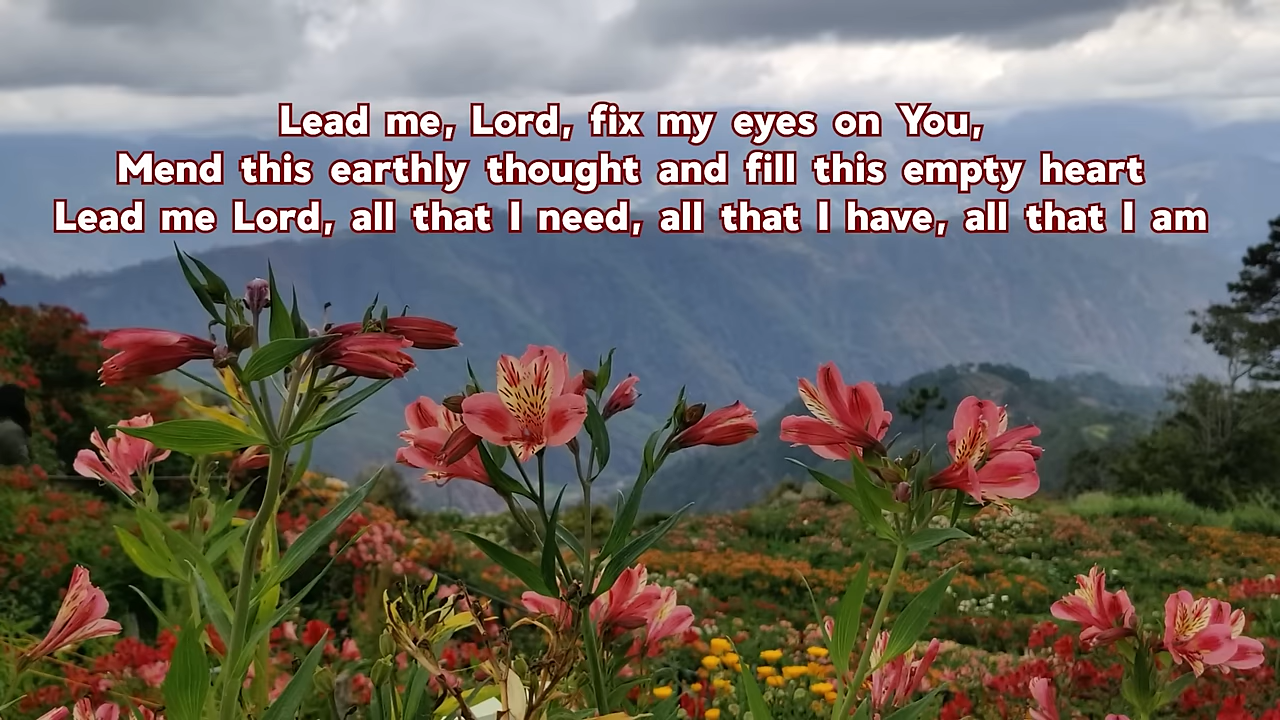 Lead me, Lord, fix my eyes on You,
Mend this earthly thought and fill this empty heart
Lead me Lord, all that I need, all that I have, all that I am